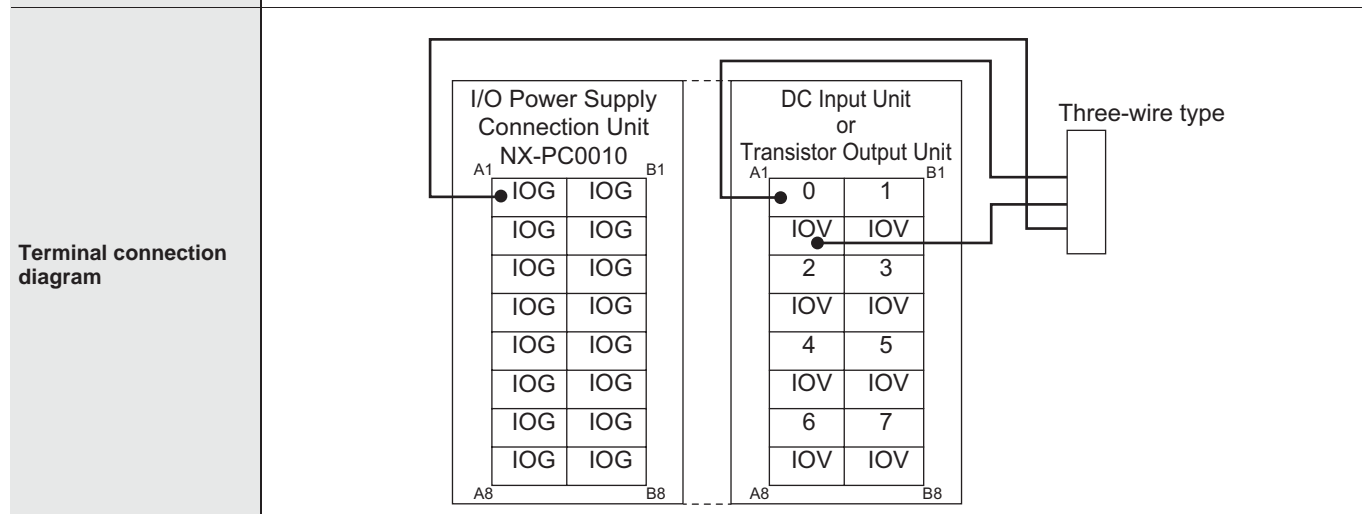 Terminal connection
diagram
I/O Power Supply
Connection Unit
NX-PC0010
A1 B1
IOG IOG
IOG IOG
IOG IOG
IOG IOG
IOG IOG
IOG IOG
IOG IOG
IOG IOG
A8 B8
DC Input Unit
or
Transistor Output Unit
A1 B1
0 1
IOV IOV
2 3
IOV IOV
4 5
IOV IOV
6 7
IOV IOV
A8 B8
Three-wire type